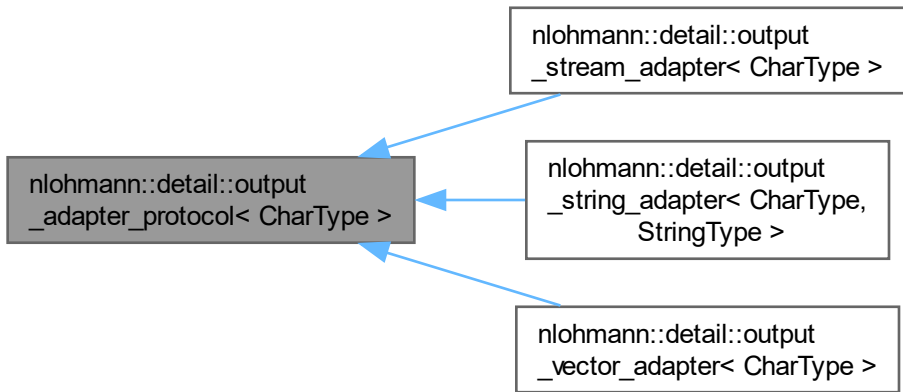 nlohmann::detail::output
_stream_adapter< CharType >
nlohmann::detail::output
_adapter_protocol< CharType >
nlohmann::detail::output
_string_adapter< CharType,
StringType >
nlohmann::detail::output
_vector_adapter< CharType >